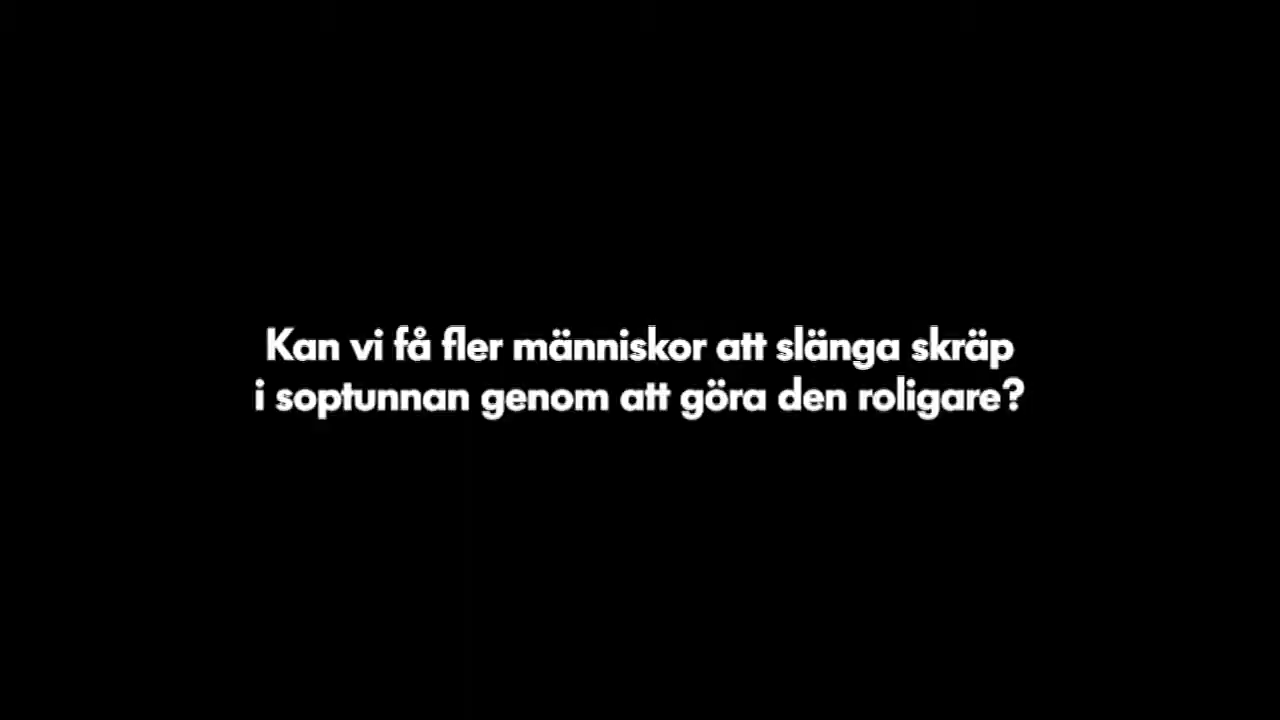 Kan vi få fler människor att slänga skräp
i soptunnan genom att göra den roligare?